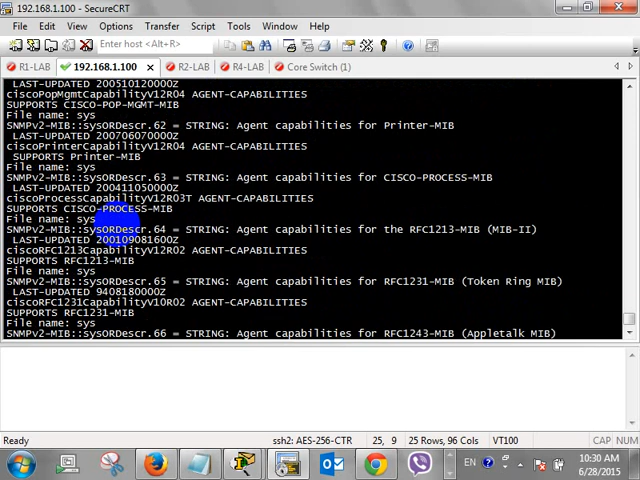 192.168.1.100 - SecureCRT
File Edit View Options Transfer Script Tools Window Help
Enter host <Alt+R>
R1-LAB 192.168.1.100 R2-LAB R4-LAB Core Switch (1)
LAST-UPDATED 200510120000Z
ciscoPopMgmtCapabilityV12R04 AGENT-CAPABILITIES
SUPPORTS CISCO-POP-MGMT-MIB
File name: sys
SNMPv2-MIB::sysORDescr.62 = STRING: Agent capabilities for Printer-MIB
LAST-UPDATED 200706070000Z
ciscoPrinterCapabilityV12R04 AGENT-CAPABILITIES
SUPPORTS Printer-MIB
File name: sys
SNMPv2-MIB::sysORDescr.63 = STRING: Agent capabilities for CISCO-PROCESS-MIB
LAST-UPDATED 200411050000Z
ciscoProcessCapabilityV12R03T AGENT-CAPABILITIES
SUPPORTS CISCO-PROCESS-MIB
File name: sys
SNMPv2-MIB::sysORDescr.64 = STRING: Agent capabilities for the RFC1213-MIB (MIB-II)
LAST-UPDATED 200109081600Z
ciscoRFC1213CapabilityV12R02 AGENT-CAPABILITIES
SUPPORTS RFC1213-MIB
File name: sys
SNMPv2-MIB::sysORDescr.65 = STRING: Agent capabilities for RFC1231-MIB (Token Ring MIB)
LAST-UPDATED 9408180000Z
ciscoRFC1231CapabilityV10R02 AGENT-CAPABILITIES
SUPPORTS RFC1231-MIB
File name: sys
SNMPv2-MIB::sysORDescr.66 = STRING: Agent capabilities for RFC1243-MIB (Appletalk MIB)
Ready ssh2: AES-256-CTR 25, 9 25 Rows, 96 Cols VT100 CAP NUM
EN 10:30 AM
6/28/2015